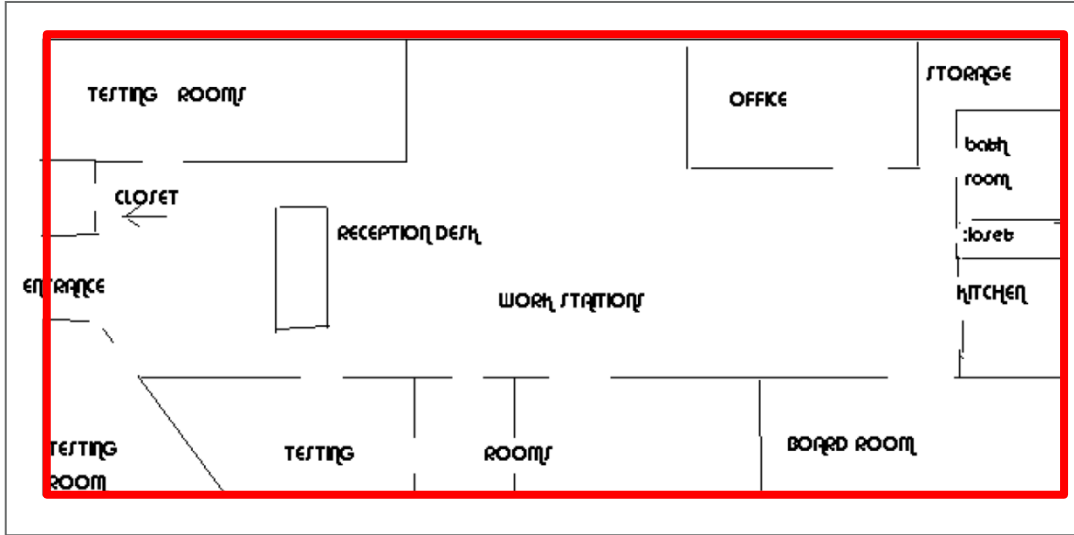 STORAGE
TESTING ROOMS
OFFICE
bath
room
CLOSET
RECEPTION DESK
:loset
ENTRANCE
WORK STATIONS
KITCHEN
TESTING
ROOM
TESTING
ROOMS
BOARD ROOM